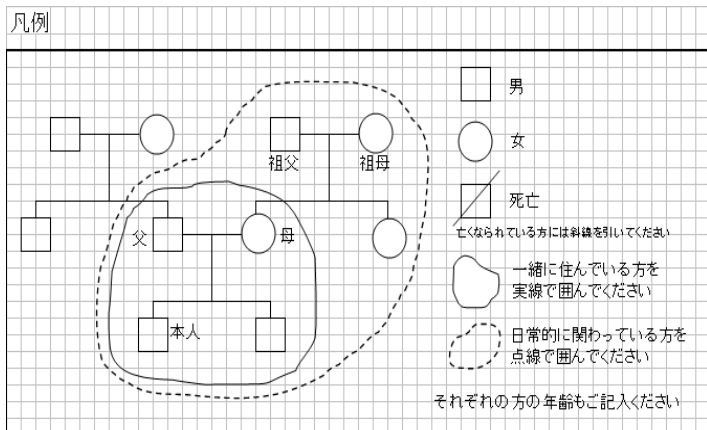 凡例
男
女
死亡
亡くなられている方には斜線を引いてください
一緒に住んでいる方を
実線で囲んでください
日常的に関わっている方を
点線で囲んでください
それぞれの方の年齢もご記入ください
祖父
祖母
父
母
本人